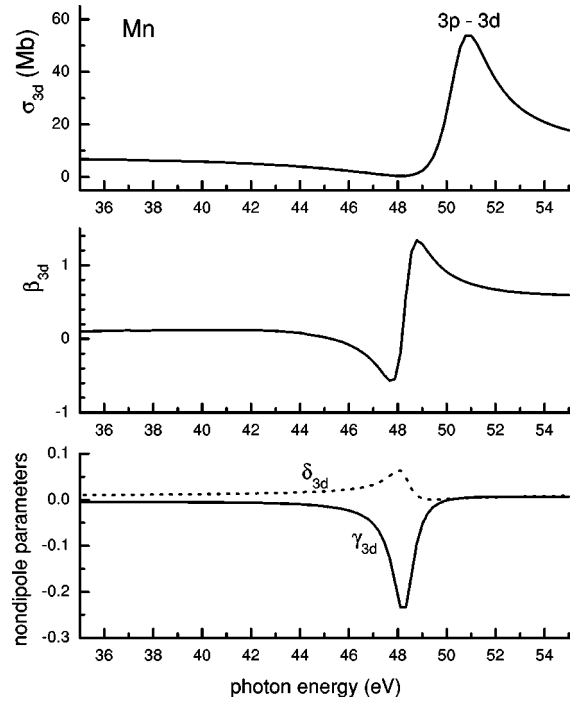 Mn
3p - 3d
σ3d (Mb)
60
40
20
0
36 38 40 42 44 46 48 50 52 54
β3d
1
0
-1
36 38 40 42 44 46 48 50 52 54
nondipole parameters
0.1
0.0
-0.1
-0.2
-0.3
δ3d
γ3d
36 38 40 42 44 46 48 50 52 54
photon energy (eV)